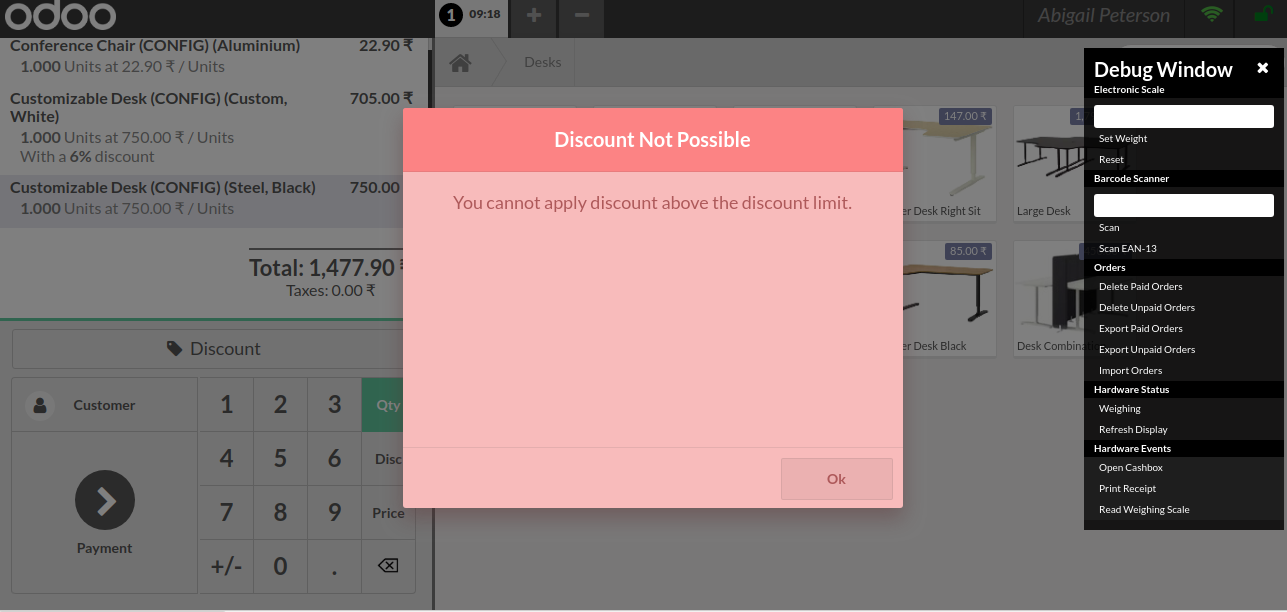 odoo
1 09:18
Abigail Peterson
Conference Chair (CONFIG) (Aluminium) 22.90 ₹
1.000 Units at 22.90 ₹ / Units
Customizable Desk (CONFIG) (Custom, 705.00 ₹
White)
1.000 Units at 750.00 ₹ / Units
With a 6% discount
Customizable Desk (CONFIG) (Steel, Black) 750.00
1.000 Units at 750.00 ₹ / Units
Total: 1,477.90 ₹
Taxes: 0.00 ₹
Discount
Customer
1 2 3 Qty
4 5 6 Disc
7 8 9 Price
+/- 0 .
Payment
Desks
147.00 ₹
er Desk Right Sit
Large Desk
85.00 ₹
er Desk Black
Desk Combina
Discount Not Possible
You cannot apply discount above the discount limit.
Ok
Debug Window
Electronic Scale
Set Weight
Reset
Barcode Scanner
Scan
Scan EAN-13
Orders
Delete Paid Orders
Delete Unpaid Orders
Export Paid Orders
Export Unpaid Orders
Import Orders
Hardware Status
Weighing
Refresh Display
Hardware Events
Open Cashbox
Print Receipt
Read Weighing Scale